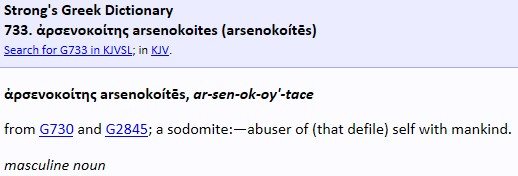 Strong's Greek Dictionary
733. ἀρσενοκοίτης arsenokoites (arsenokoítēs)
Search for G733 in KJVSL; in KJV.
ἀρσενοκοίτης arsenokoítēs, ar-sen-ok-oy'-tace
from G730 and G2845; a sodomite:—abuser of (that defile) self with mankind.
masculine noun